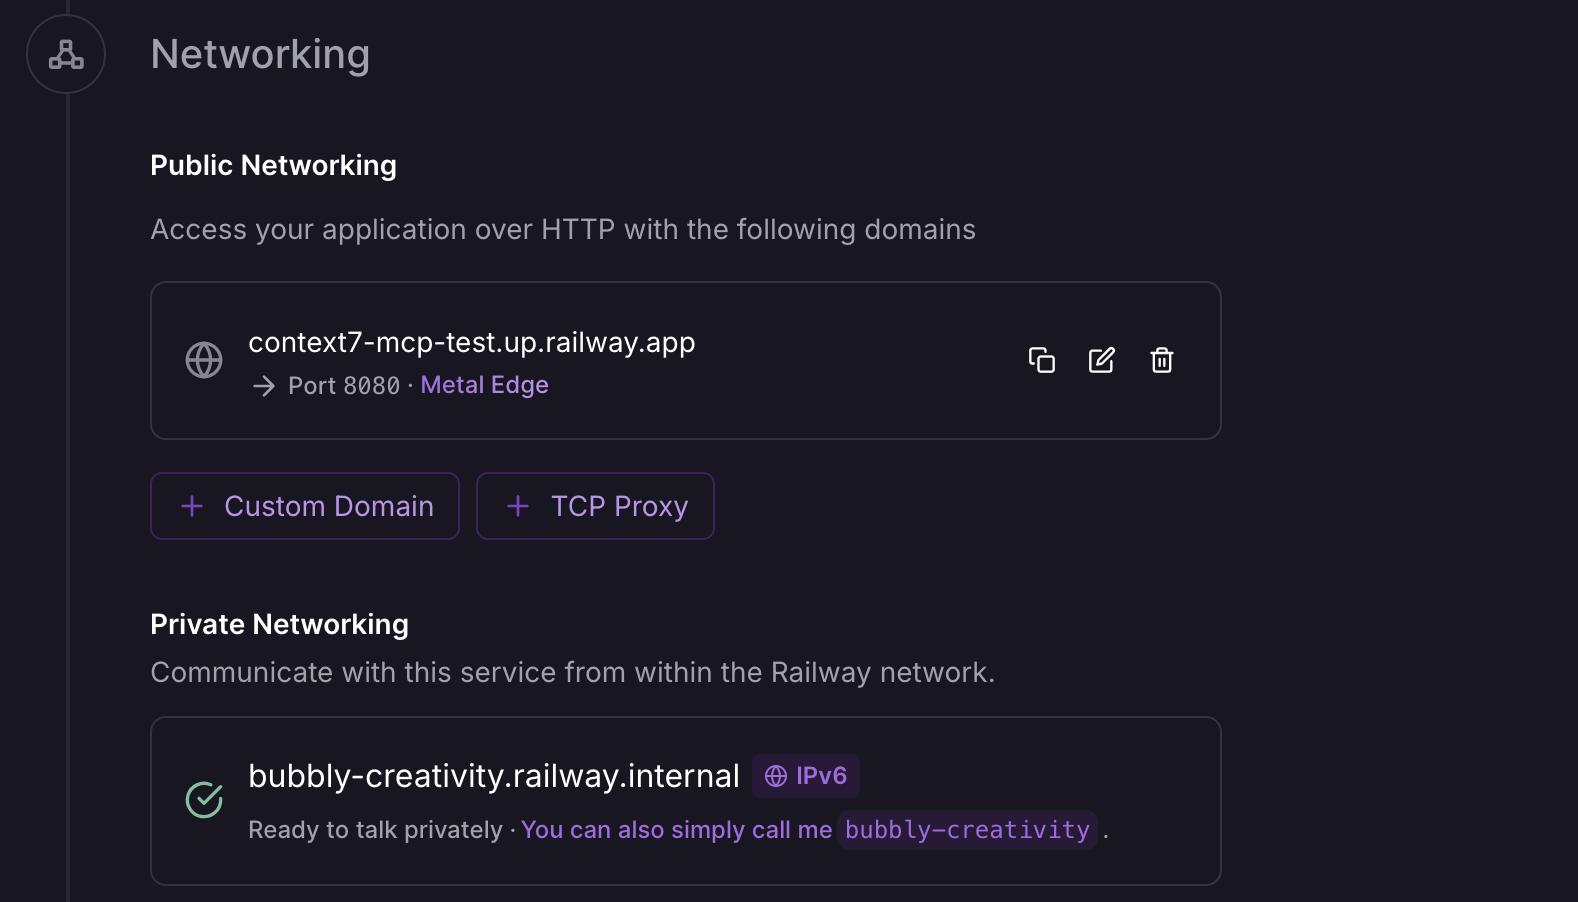 Networking
Public Networking
Access your application over HTTP with the following domains
context7-mcp-test.up.railway.app
→ Port 8080 · Metal Edge
+ Custom Domain
+ TCP Proxy
Private Networking
Communicate with this service from within the Railway network.
bubbly-creativity.railway.internal IPv6
Ready to talk privately · You can also simply call me bubbly-creativity .